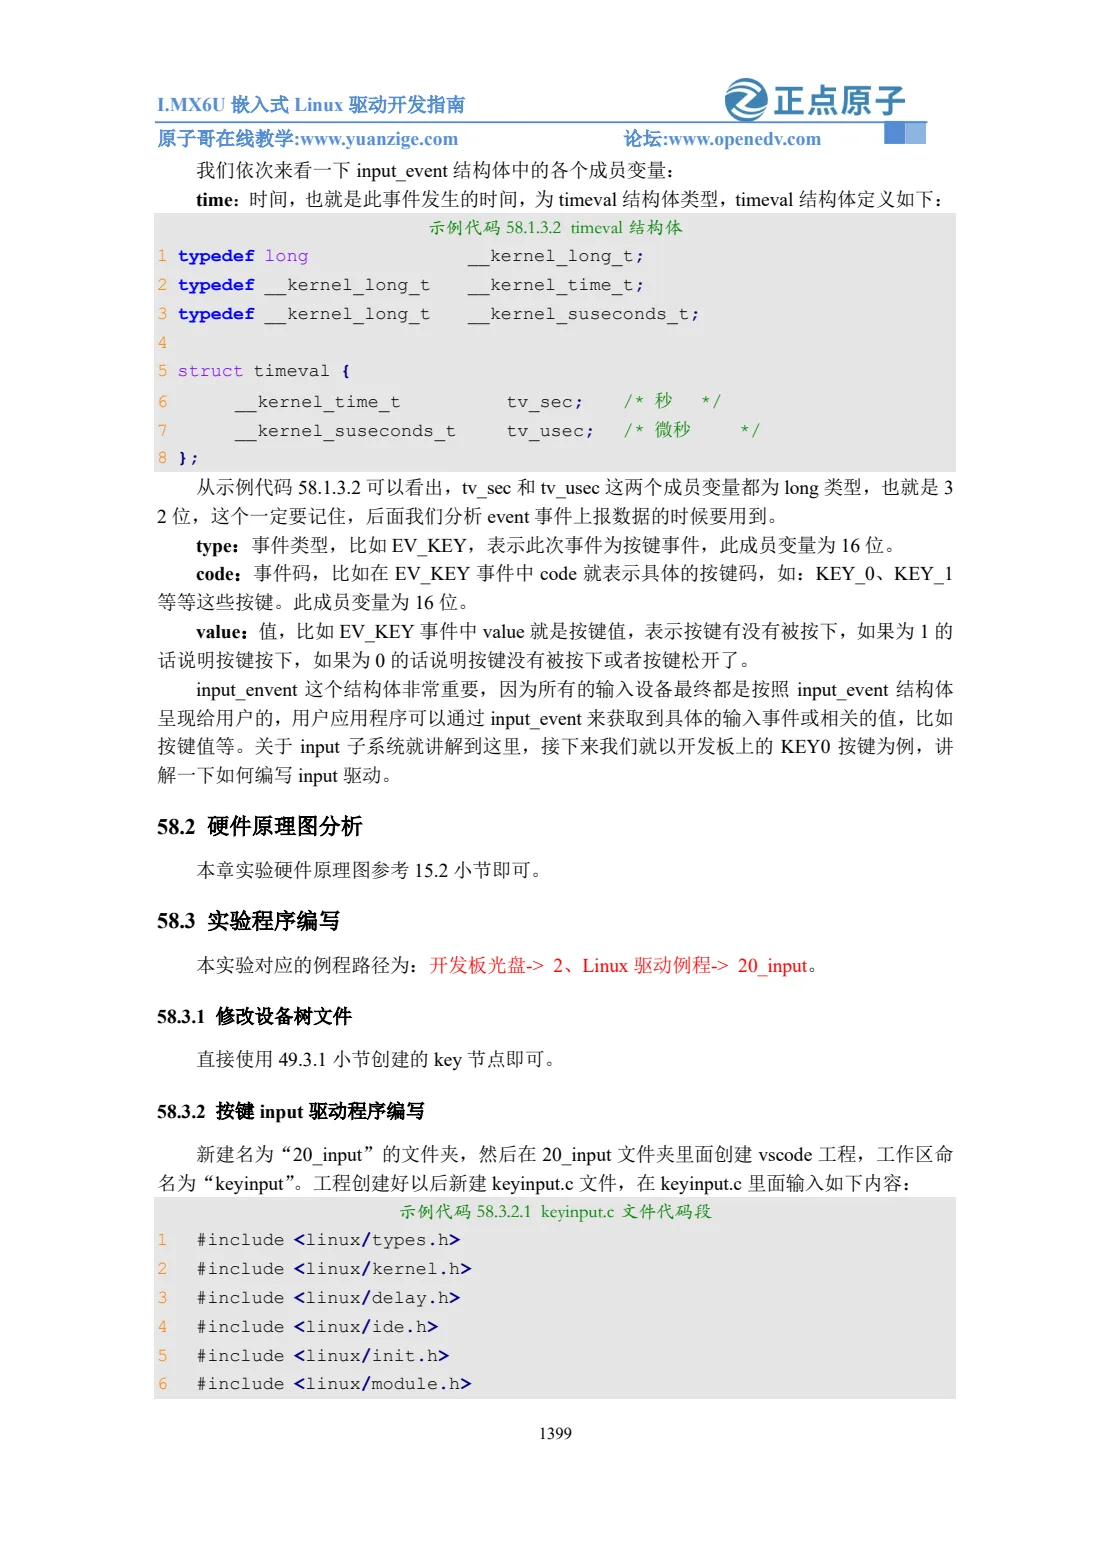 I.MX6U 嵌入式 Linux 驱动开发指南
正点原子
原子哥在线教学:www.yuanzige.com 论坛:www.openedv.com
我们依次来看一下 input_event 结构体中的各个成员变量：
time：时间，也就是此事件发生的时间，为 timeval 结构体类型，timeval 结构体定义如下：
示例代码 58.1.3.2 timeval 结构体
1 typedef long __kernel_long_t;
2 typedef __kernel_long_t __kernel_time_t;
3 typedef __kernel_long_t __kernel_suseconds_t;
4
5 struct timeval {
6 __kernel_time_t tv_sec; /* 秒 */
7 __kernel_suseconds_t tv_usec; /* 微秒 */
8 };
从示例代码 58.1.3.2 可以看出，tv_sec 和 tv_usec 这两个成员变量都为 long 类型，也就是 3
2 位，这个一定要记住，后面我们分析 event 事件上报数据的时候要用到。
type：事件类型，比如 EV_KEY，表示此次事件为按键事件，此成员变量为 16 位。
code：事件码，比如在 EV_KEY 事件中 code 就表示具体的按键码，如：KEY_0、KEY_1
等等这些按键。此成员变量为 16 位。
value：值，比如 EV_KEY 事件中 value 就是按键值，表示按键有没有被按下，如果为 1 的
话说明按键按下，如果为 0 的话说明按键没有被按下或者按键松开了。
input_envent 这个结构体非常重要，因为所有的输入设备最终都是按照 input_event 结构体
呈现给用户的，用户应用程序可以通过 input_event 来获取到具体的输入事件或相关的值，比如
按键值等。关于 input 子系统就讲解到这里，接下来我们就以开发板上的 KEY0 按键为例，讲
解一下如何编写 input 驱动。
58.2 硬件原理图分析
本章实验硬件原理图参考 15.2 小节即可。
58.3 实验程序编写
本实验对应的例程路径为：开发板光盘-> 2、Linux 驱动例程-> 20_input。
58.3.1 修改设备树文件
直接使用 49.3.1 小节创建的 key 节点即可。
58.3.2 按键 input 驱动程序编写
新建名为“20_input”的文件夹，然后在 20_input 文件夹里面创建 vscode 工程，工作区命
名为“keyinput”。工程创建好以后新建 keyinput.c 文件，在 keyinput.c 里面输入如下内容：
示例代码 58.3.2.1 keyinput.c 文件代码段
1 #include <linux/types.h>
2 #include <linux/kernel.h>
3 #include <linux/delay.h>
4 #include <linux/ide.h>
5 #include <linux/init.h>
6 #include <linux/module.h>
1399